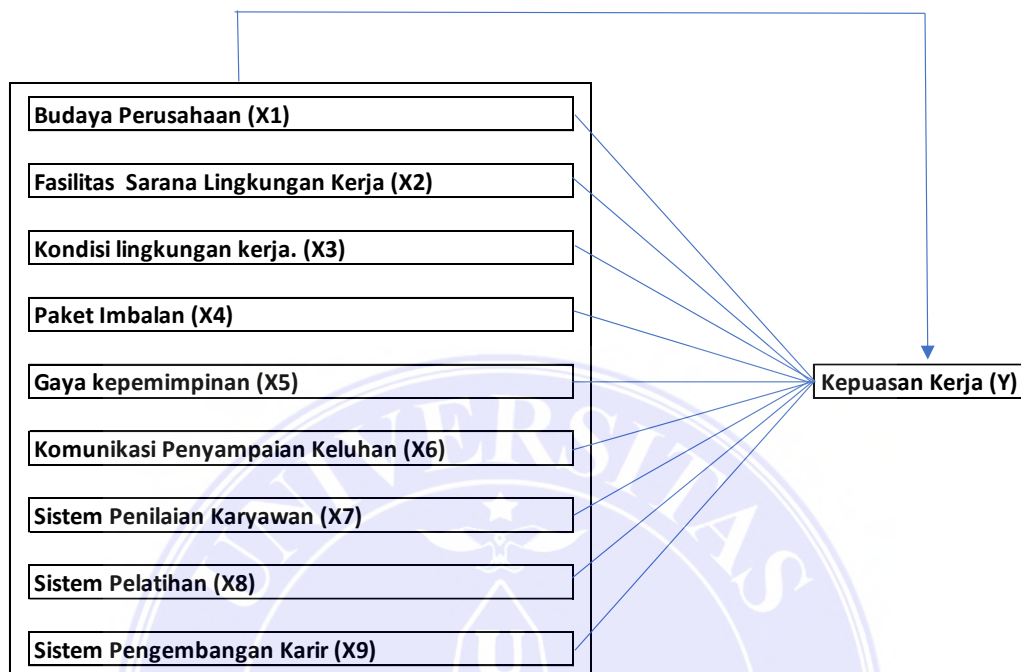 Budaya Perusahaan (X1)
Fasilitas Sarana Lingkungan Kerja (X2)
Kondisi lingkungan kerja. (X3)
Paket Imbalan (X4)
Gaya kepemimpinan (X5)
Kepuasan Kerja (Y)
Komunikasi Penyampaian Keluhan (X6)
Sistem Penilaian Karyawan (X7)
Sistem Pelatihan (X8)
Sistem Pengembangan Karir (X9)
UNIVERSITAS